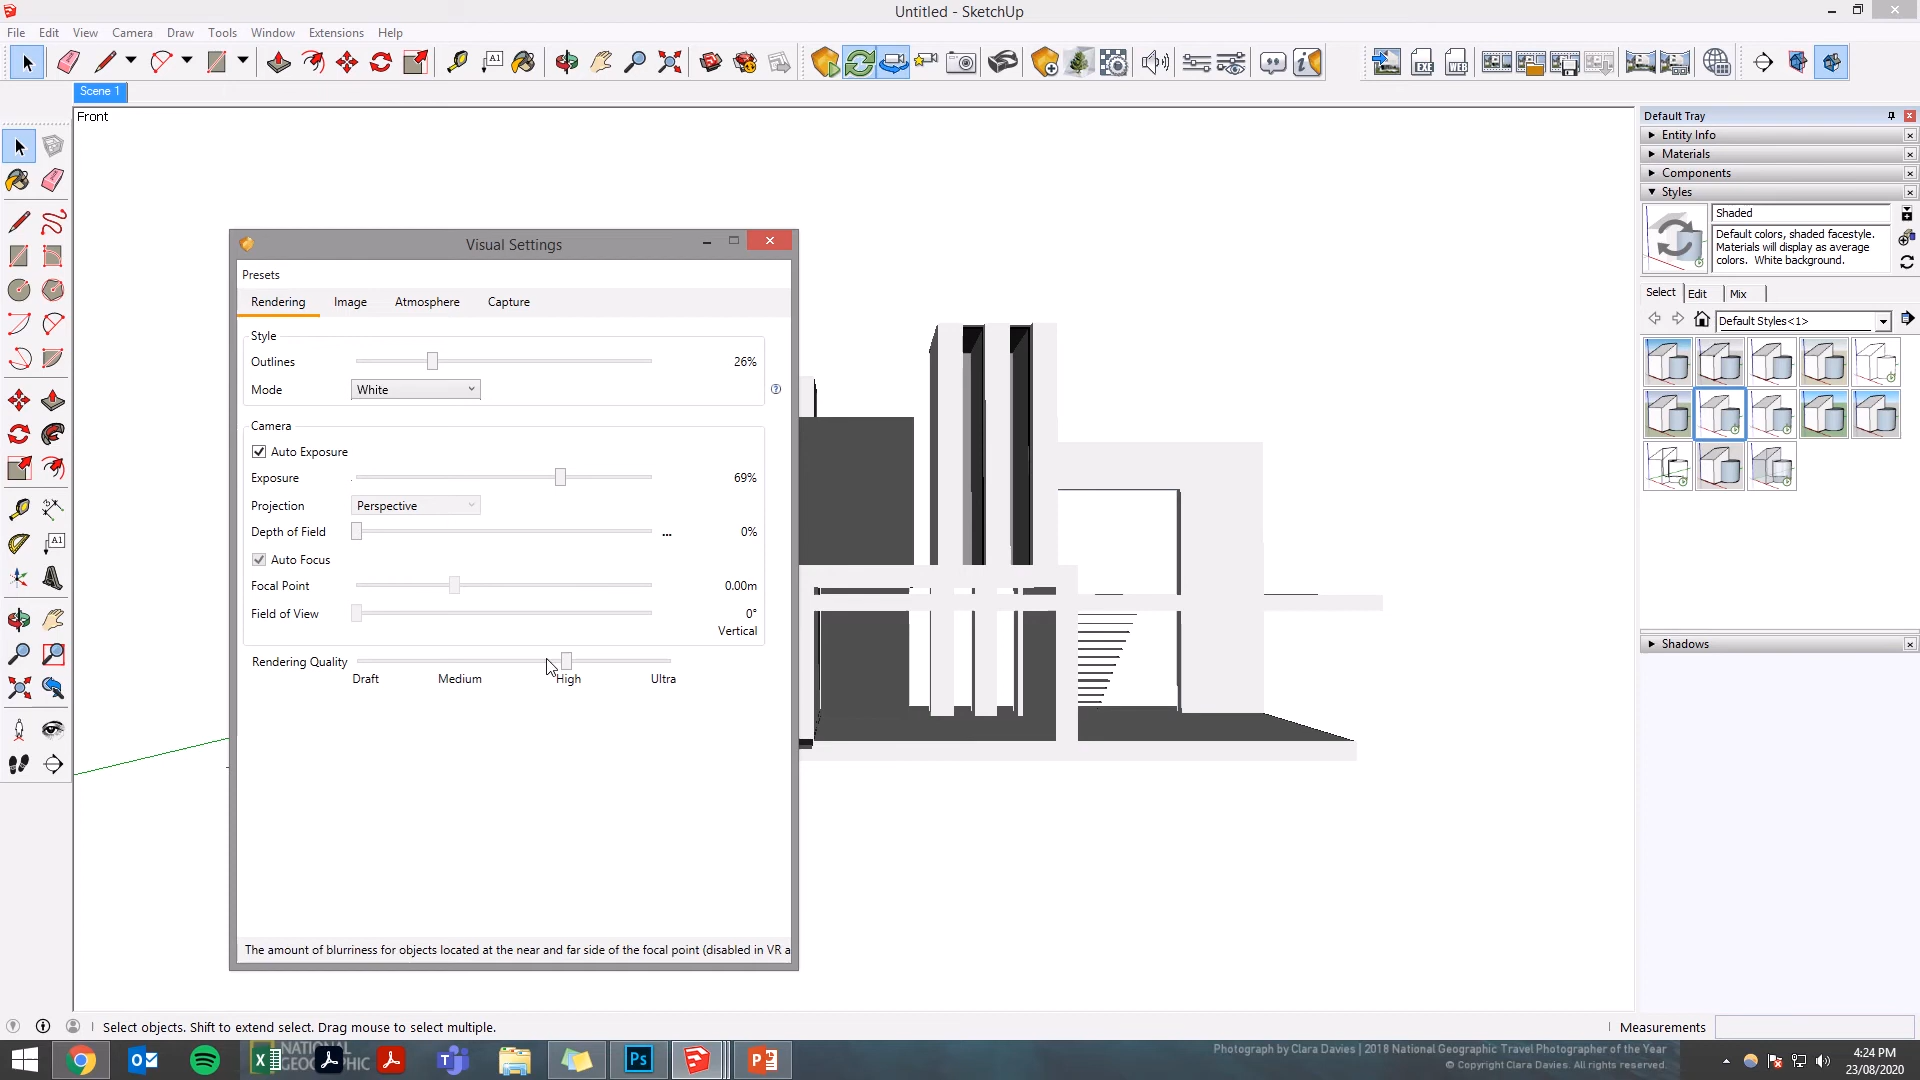 Untitled - SketchUp
File Edit View Camera Draw Tools Window Extensions Help
Scene 1
Front
Visual Settings
Presets
Rendering Image Atmosphere Capture
Style
Outlines 26%
Mode White
Camera
Auto Exposure
Exposure 69%
Projection Perspective
Depth of Field ... 0%
Auto Focus
Focal Point 0.00m
Field of View 0°
Vertical
Rendering Quality
Draft Medium High Ultra
The amount of blurriness for objects located at the near and far side of the focal point (disabled in VR a
Default Tray
Entity Info
Materials
Components
Styles
Shaded
Default colors, shaded facestyle.
Materials will display as average
colors. White background.
Select Edit Mix
Default Styles<1>
Shadows
Select objects. Shift to extend select. Drag mouse to select multiple.
Measurements
NATIONAL
GEOGRAPHIC
Photograph by Clara Davies | 2018 National Geographic Travel Photographer of the Year
© Copyright Clara Davies. All rights reserved.
4:24 PM
23/08/2020